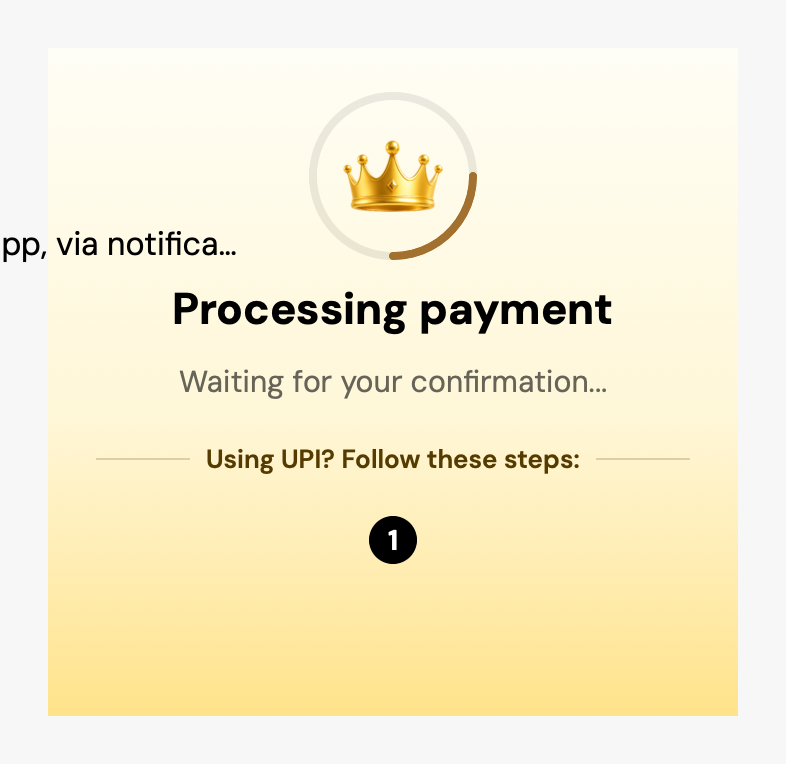 pp, via notifica...
Processing payment
Waiting for your confirmation...
Using UPI? Follow these steps:
1